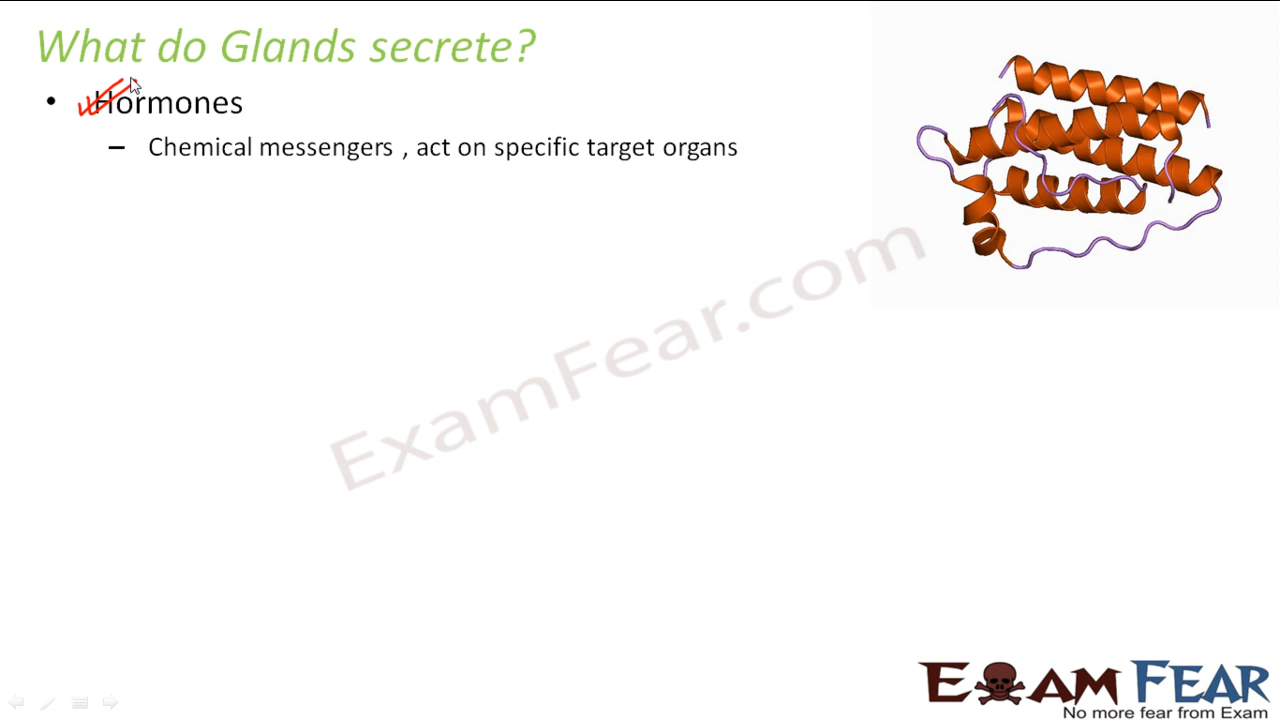 What do Glands secrete?
• Hormones
– Chemical messengers , act on specific target organs
ExamFear.com
EXAM FEAR
No more fear from Exam